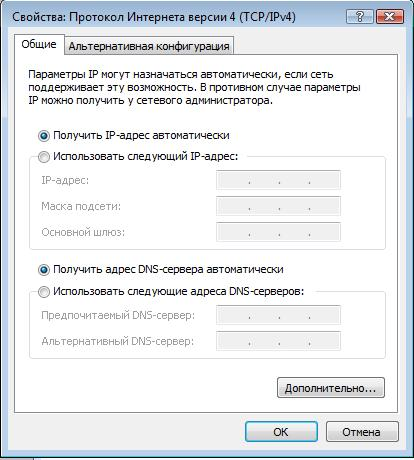 Свойства: Протокол Интернета версии 4 (TCP/IPv4)
Общие Альтернативная конфигурация
Параметры IP могут назначаться автоматически, если сеть
поддерживает эту возможность. В противном случае параметры
IP можно получить у сетевого администратора.
Получить IP-адрес автоматически
Использовать следующий IP-адрес:
IP-адрес:
Маска подсети:
Основной шлюз:
Получить адрес DNS-сервера автоматически
Использовать следующие адреса DNS-серверов:
Предпочитаемый DNS-сервер:
Альтернативный DNS-сервер:
Дополнительно...
ОК Отмена